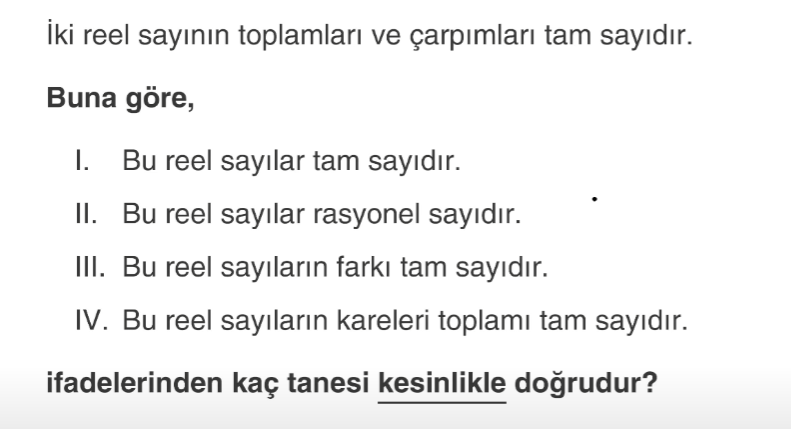 İki reel sayının toplamları ve çarpımları tam sayıdır.
Buna göre,
I. Bu reel sayılar tam sayıdır.
II. Bu reel sayılar rasyonel sayıdır.
III. Bu reel sayıların farkı tam sayıdır.
IV. Bu reel sayıların kareleri toplamı tam sayıdır.
ifadelerinden kaç tanesi kesinlikle doğrudur?